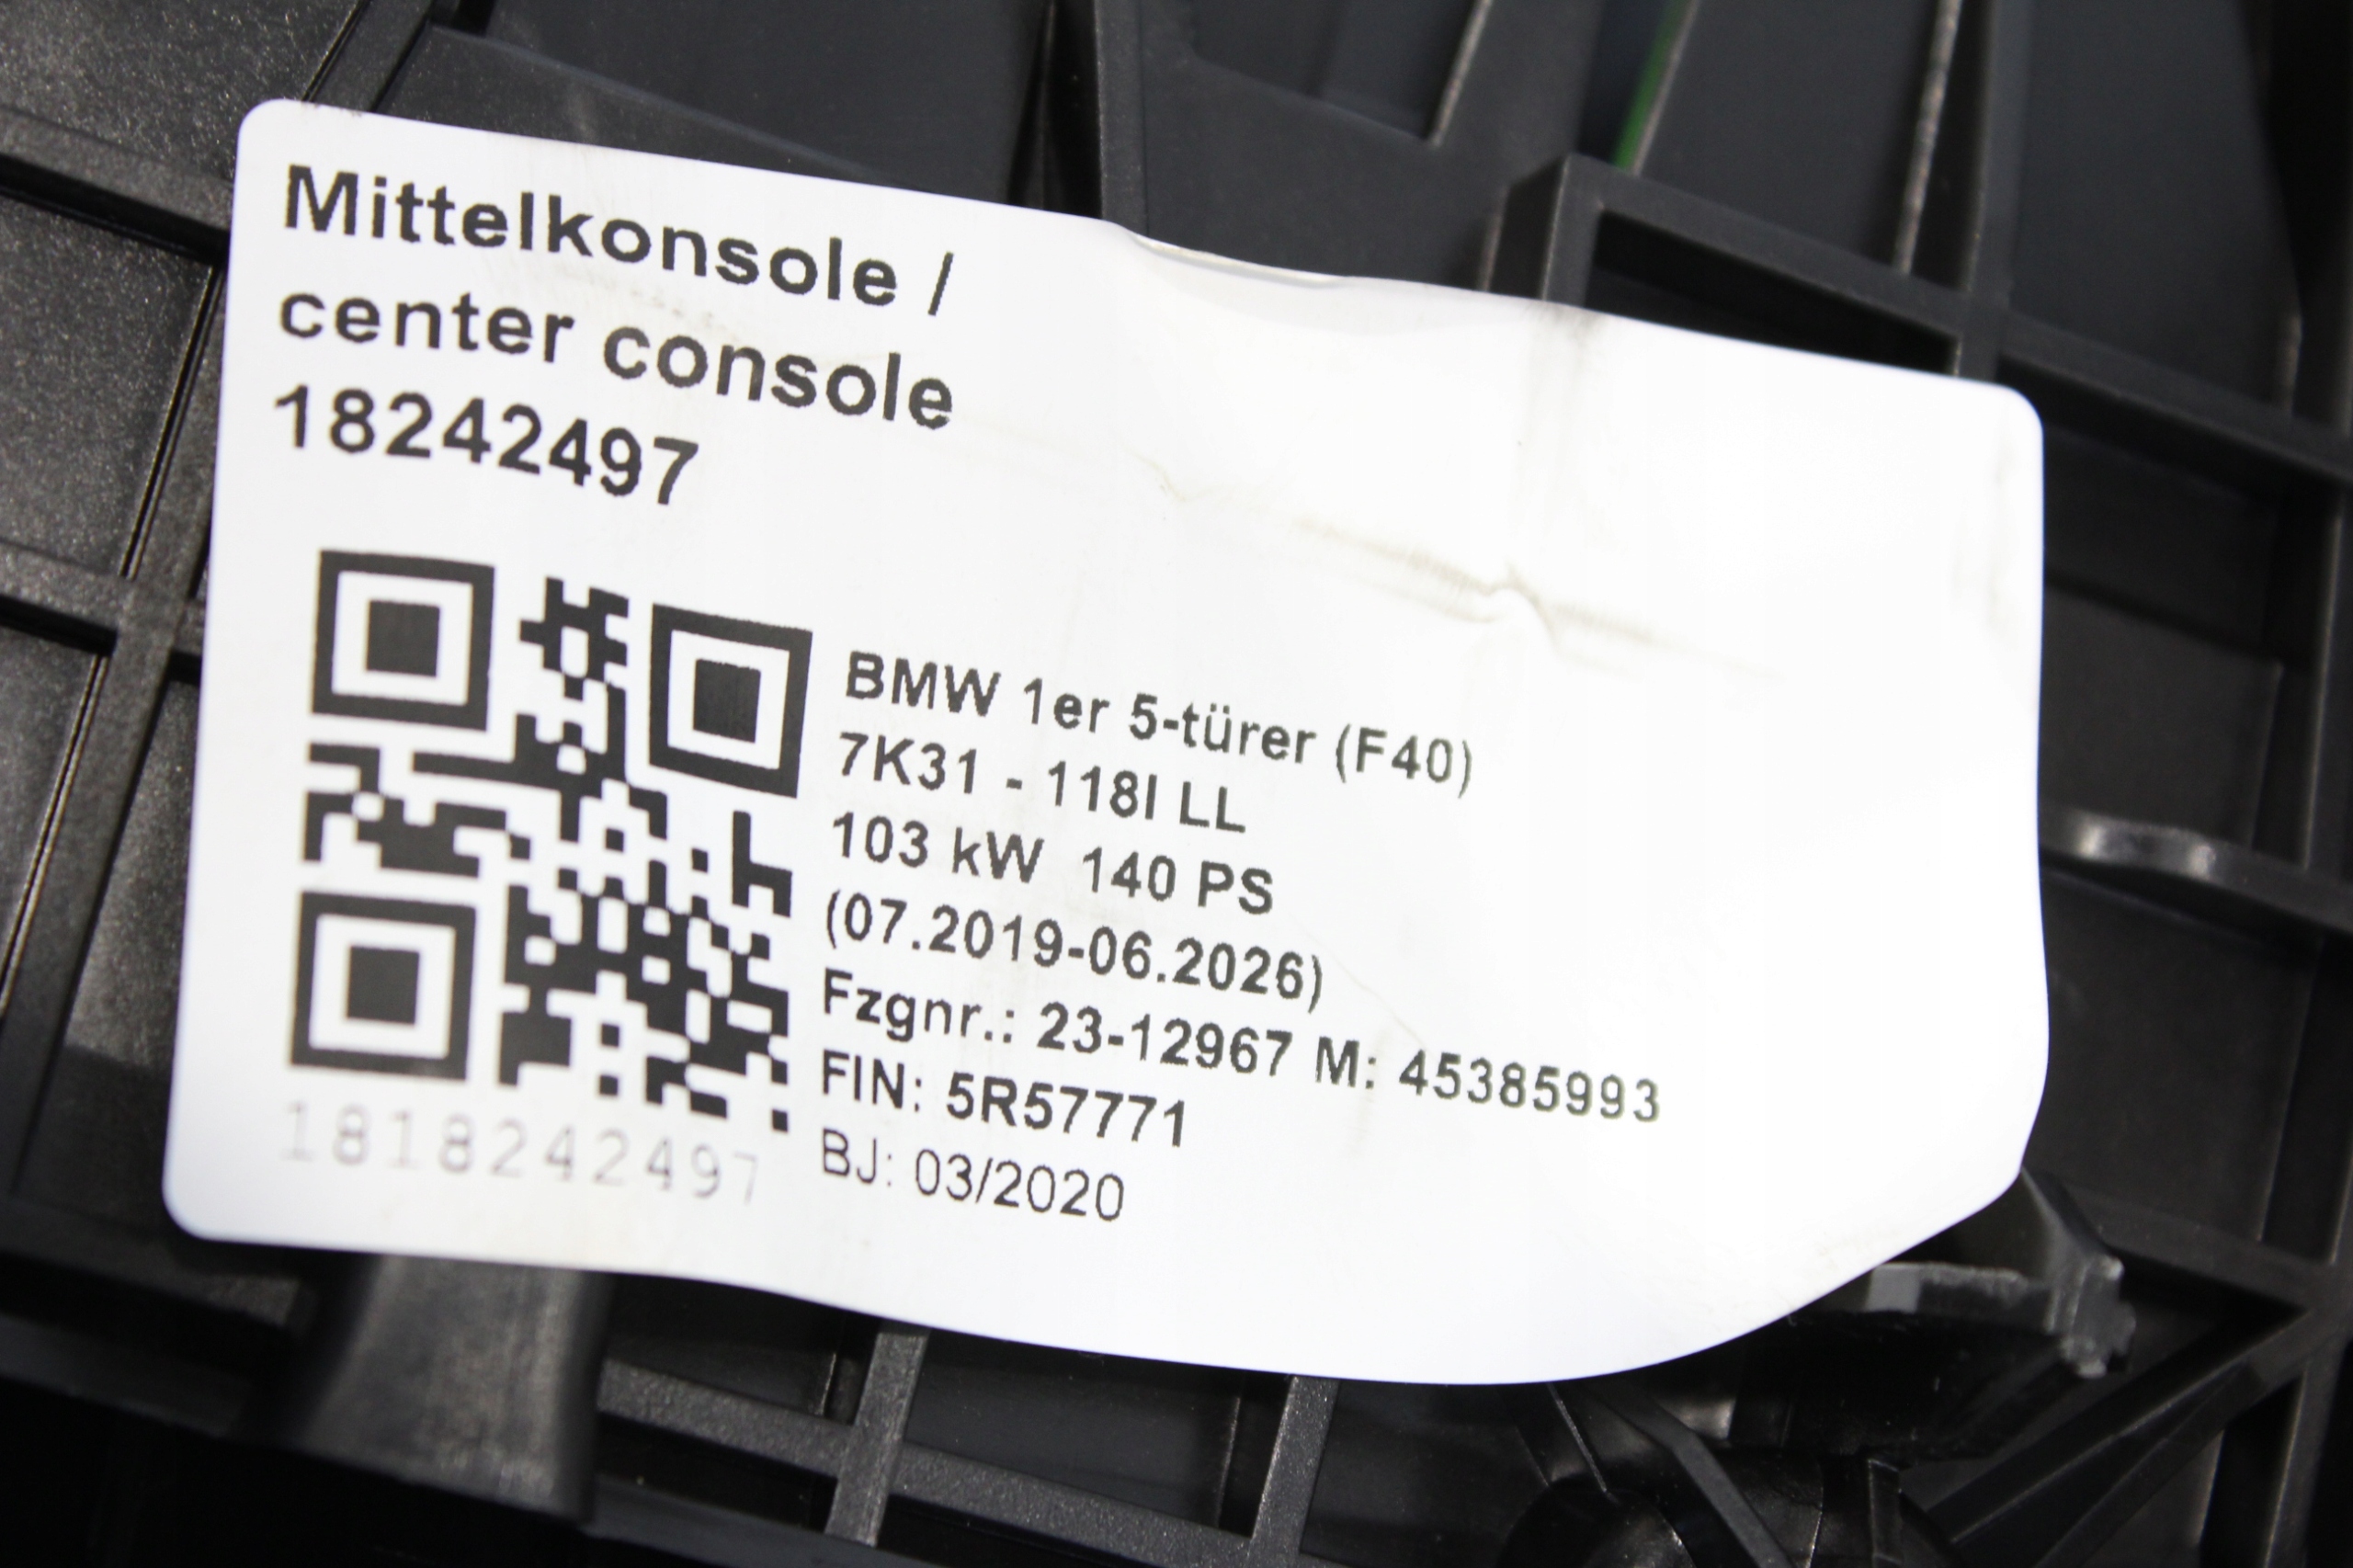 Mittelkonsole /
center console
18242497
BMW 1er 5-türer (F40)
7K31 - 118I LL
103 kW  140 PS
(07.2019-06.2026)
Fzgnr.: 23-12967 M: 45385993
FIN: 5R57771
BJ: 03/2020
1818242497